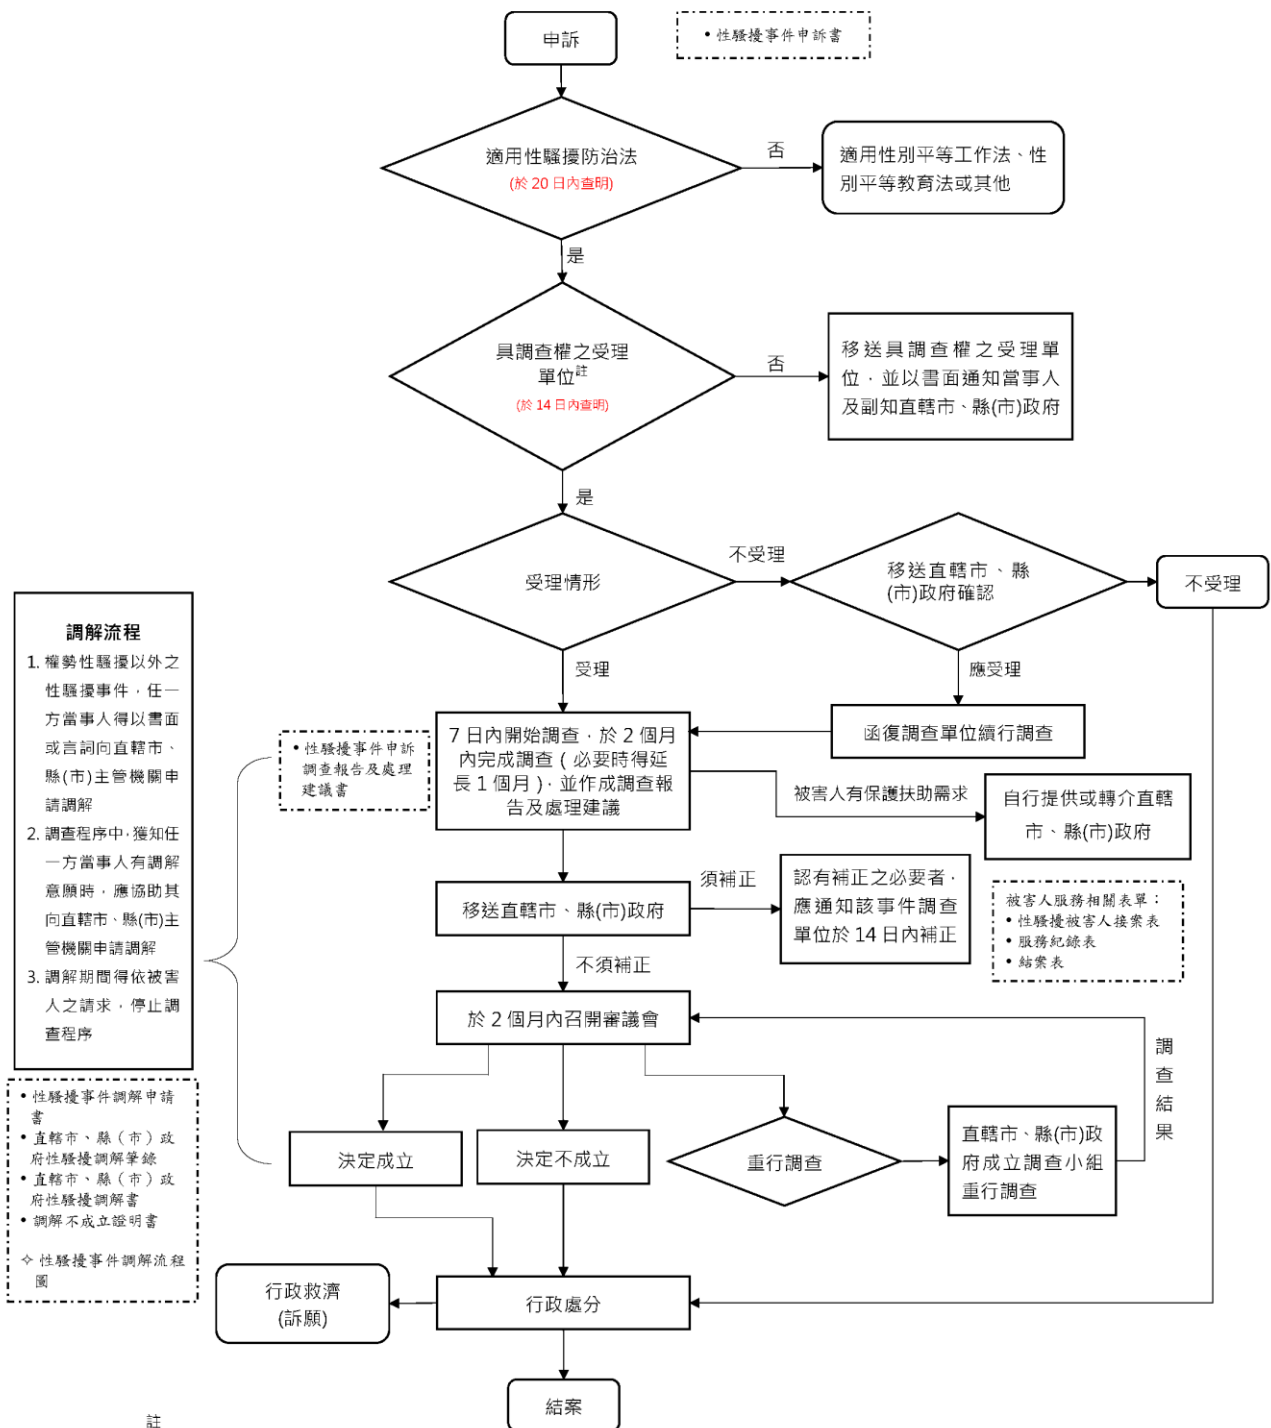 申訴
• 性騷擾事件申訴書
適用性騷擾防治法
(於 20 日內查明)
否
適用性別平等工作法、性
別平等教育法或其他
是
具調查權之受理
單位註
(於 14 日內查明)
否
移送具調查權之受理單
位，並以書面通知當事人
及副知直轄市、縣(市)政府
是
受理情形
不受理
移送直轄市、縣
(市)政府確認
不受理
受理
應受理
調解流程
1. 權勢性騷擾以外之
性騷擾事件，任一
方當事人得以書面
或言詞向直轄市、
縣(市)主管機關申
請調解
2. 調查程序中，獲知任
一方當事人有調解
意願時，應協助其
向直轄市、縣(市)主
管機關申請調解
3. 調解期間得依被害
人之請求，停止調
查程序
• 性騷擾事件申訴
調查報告及處理
建議書
7 日內開始調查，於 2 個月
內完成調查（必要時得延
長 1 個月），並作成調查報
告及處理建議
函復調查單位續行調查
被害人有保護扶助需求
自行提供或轉介直轄
市、縣(市)政府
移送直轄市、縣(市)政府
須補正
認有補正之必要者，
應通知該事件調查
單位於 14 日內補正
被害人服務相關表單：
• 性騷擾被害人接案表
• 服務紀錄表
• 結案表
不須補正
於 2 個月內召開審議會
調查結果
• 性騷擾事件調解申請
書
• 直轄市、縣（市）政
府性騷擾調解筆錄
• 直轄市、縣（市）政
府性騷擾調解書
• 調解不成立證明書
✧ 性騷擾事件調解流程
圖
決定成立
決定不成立
重行調查
直轄市、縣(市)政
府成立調查小組
重行調查
行政救濟
(訴願)
行政處分
結案
註